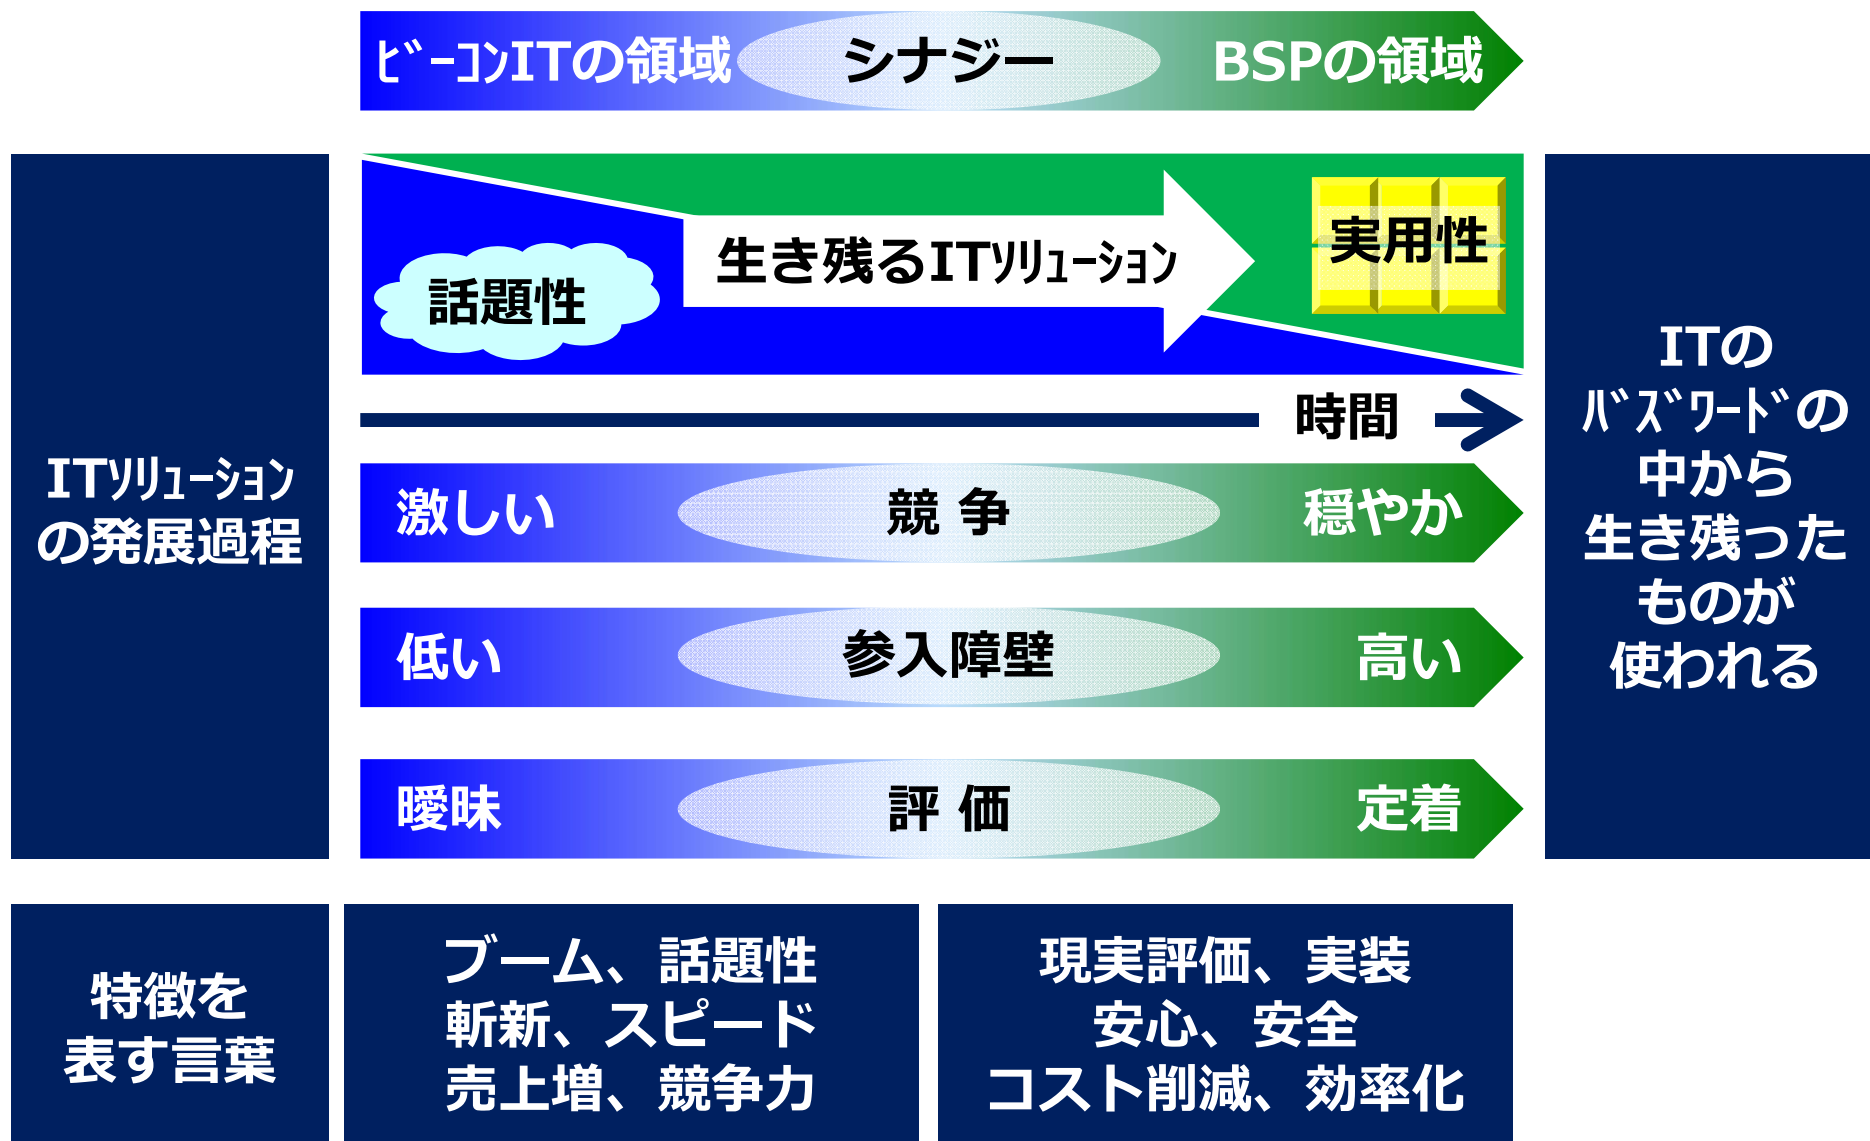 ﾋﾞｰｺﾝITの領域 シナジー BSPの領域
ITｿﾘｭｰｼｮﾝ
の発展過程
話題性
生き残るITｿﾘｭｰｼｮﾝ
実用性
時間
激しい 競 争 穏やか
低い 参入障壁 高い
曖昧 評 価 定着
ITの
ﾊﾞｽﾞﾜｰﾄﾞの
中から
生き残った
ものが
使われる
特徴を
表す言葉
ブーム、話題性
斬新、スピード
売上増、競争力
現実評価、実装
安心、安全
コスト削減、効率化